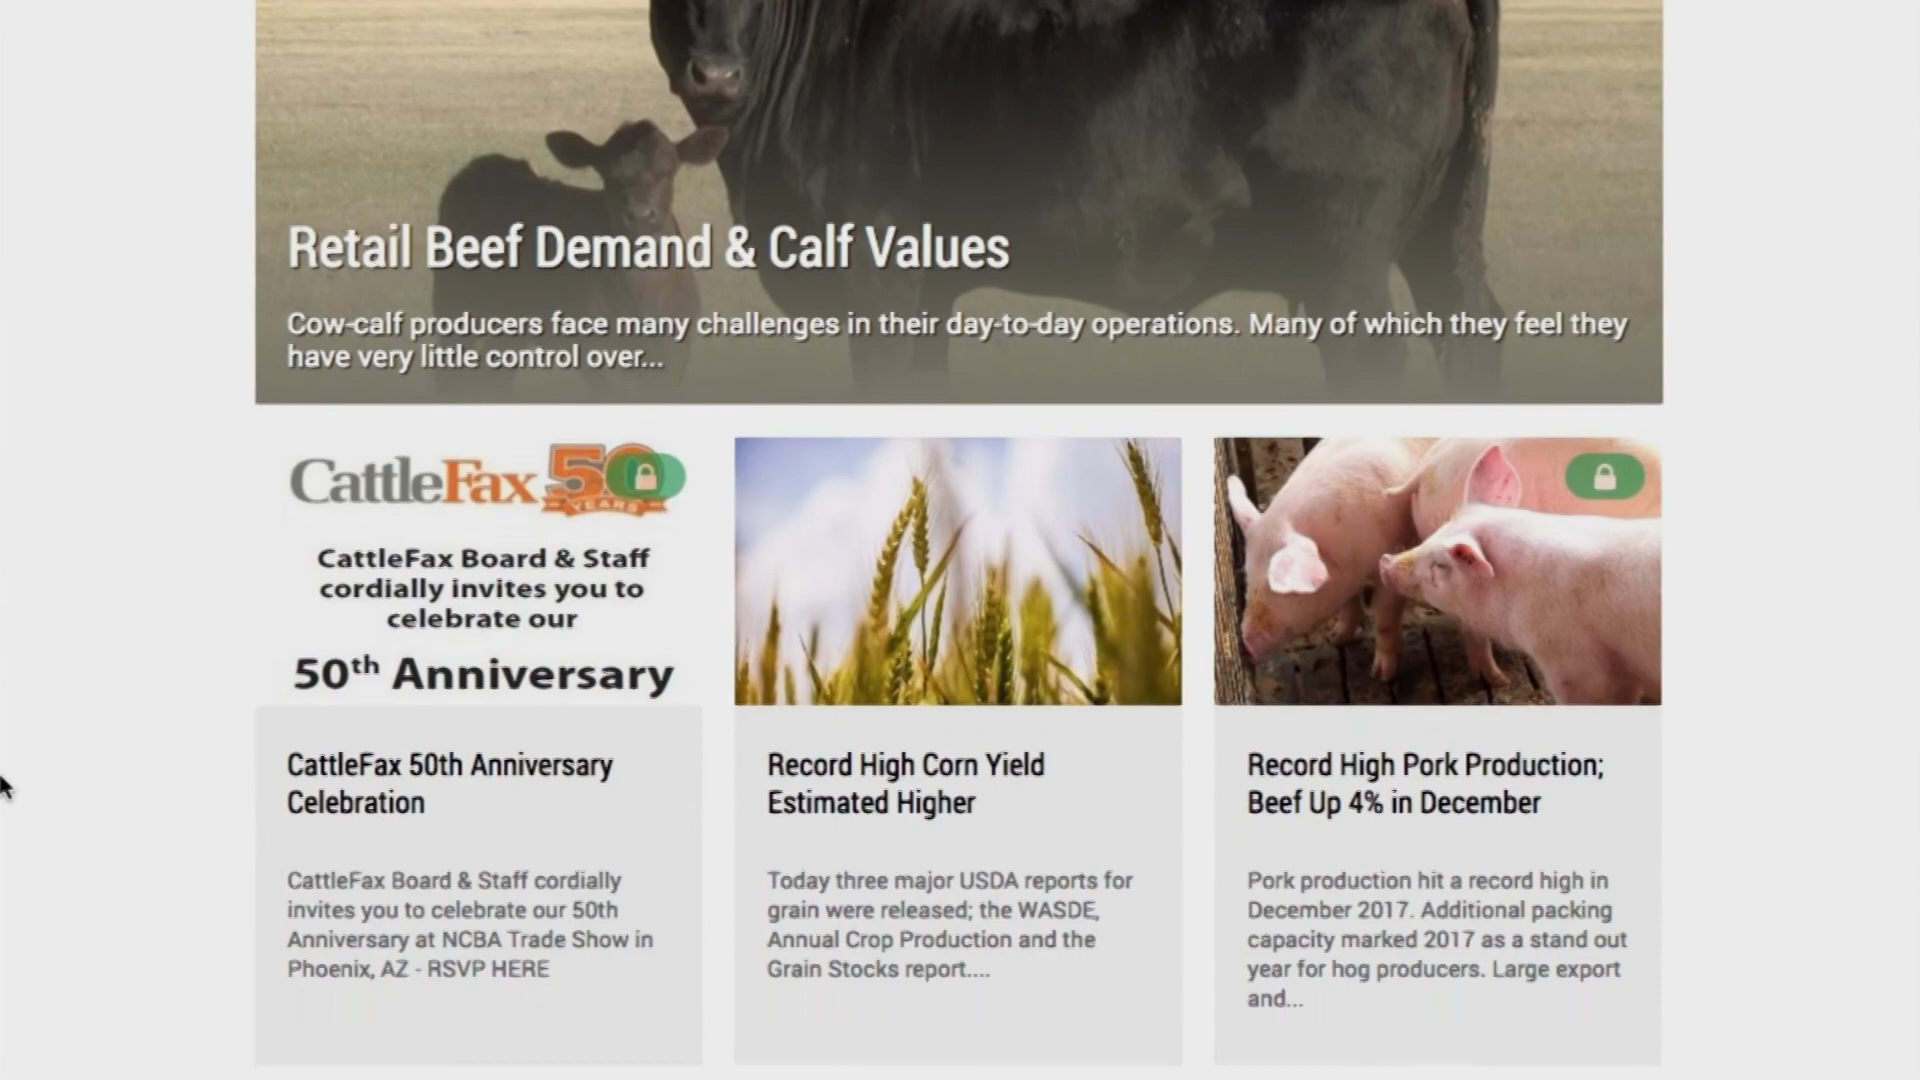 Retail Beef Demand & Calf Values
Cow-calf producers face many challenges in their day-to-day operations. Many of which they feel they
have very little control over...
CattleFax 50
YEARS
CattleFax Board & Staff
cordially invites you to
celebrate our
50th Anniversary
CattleFax 50th Anniversary
Celebration
CattleFax Board & Staff cordially
invites you to celebrate our 50th
Anniversary at NCBA Trade Show in
Phoenix, AZ - RSVP HERE
Record High Corn Yield
Estimated Higher
Today three major USDA reports for
grain were released; the WASDE,
Annual Crop Production and the
Grain Stocks report....
Record High Pork Production;
Beef Up 4% in December
Pork production hit a record high in
December 2017. Additional packing
capacity marked 2017 as a stand out
year for hog producers. Large export
and...